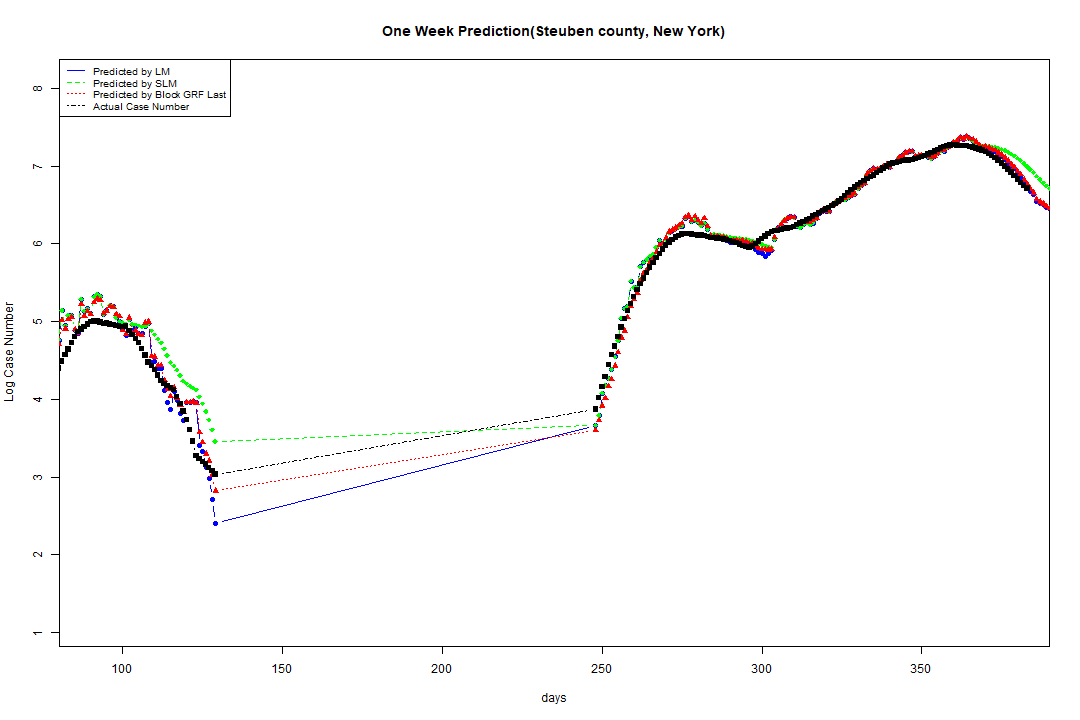 One Week Prediction(Steuben county, New York)
Predicted by LM
Predicted by SLM
Predicted by Block GRF Last
Actual Case Number
Log Case Number
8
7
6
5
4
3
2
1
100 150 200 250 300 350
days